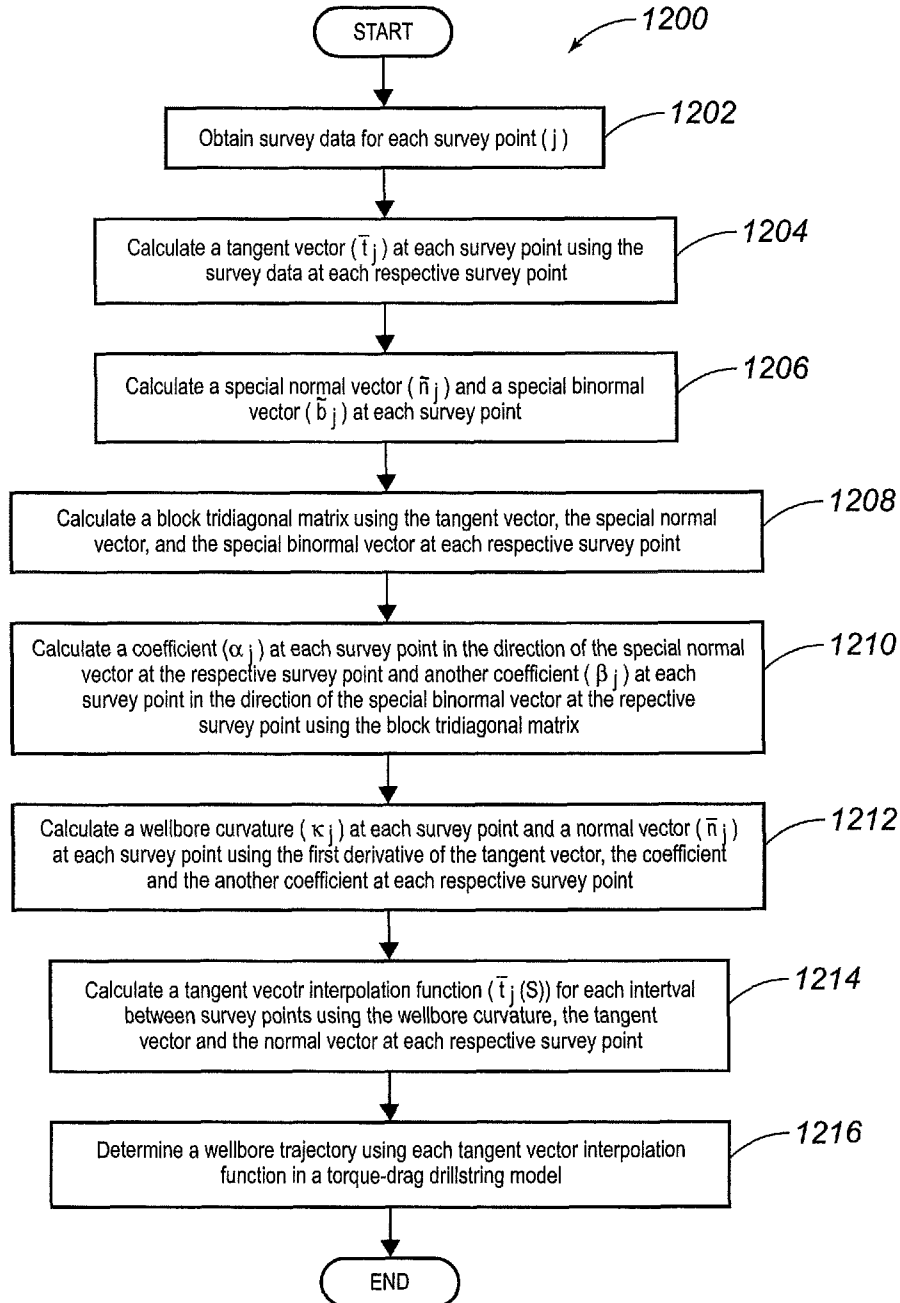 START
1200
Obtain survey data for each survey point (j)
1202
Calculate a tangent vector (t̄ j) at each survey point using the
survey data at each respective survey point
1204
Calculate a special normal vector (ñ j) and a special binormal
vector (b̃ j) at each survey point
1206
Calculate a block tridiagonal matrix using the tangent vector, the special normal
vector, and the special binormal vector at each respective survey point
1208
Calculate a coefficient (α j) at each survey point in the direction of the special normal
vector at the respective survey point and another coefficient (β j) at each
survey point in the direction of the special binormal vector at the repective
survey point using the block tridiagonal matrix
1210
Calculate a wellbore curvature (κ j) at each survey point and a normal vector (n̄ j)
at each survey point using the first derivative of the tangent vector, the coefficient
and the another coefficient at each respective survey point
1212
Calculate a tangent vecotr interpolation function (t̄ j (S)) for each intertval
between survey points using the wellbore curvature, the tangent
vector and the normal vector at each respective survey point
1214
Determine a wellbore trajectory using each tangent vector interpolation
function in a torque-drag drillstring model
1216
END